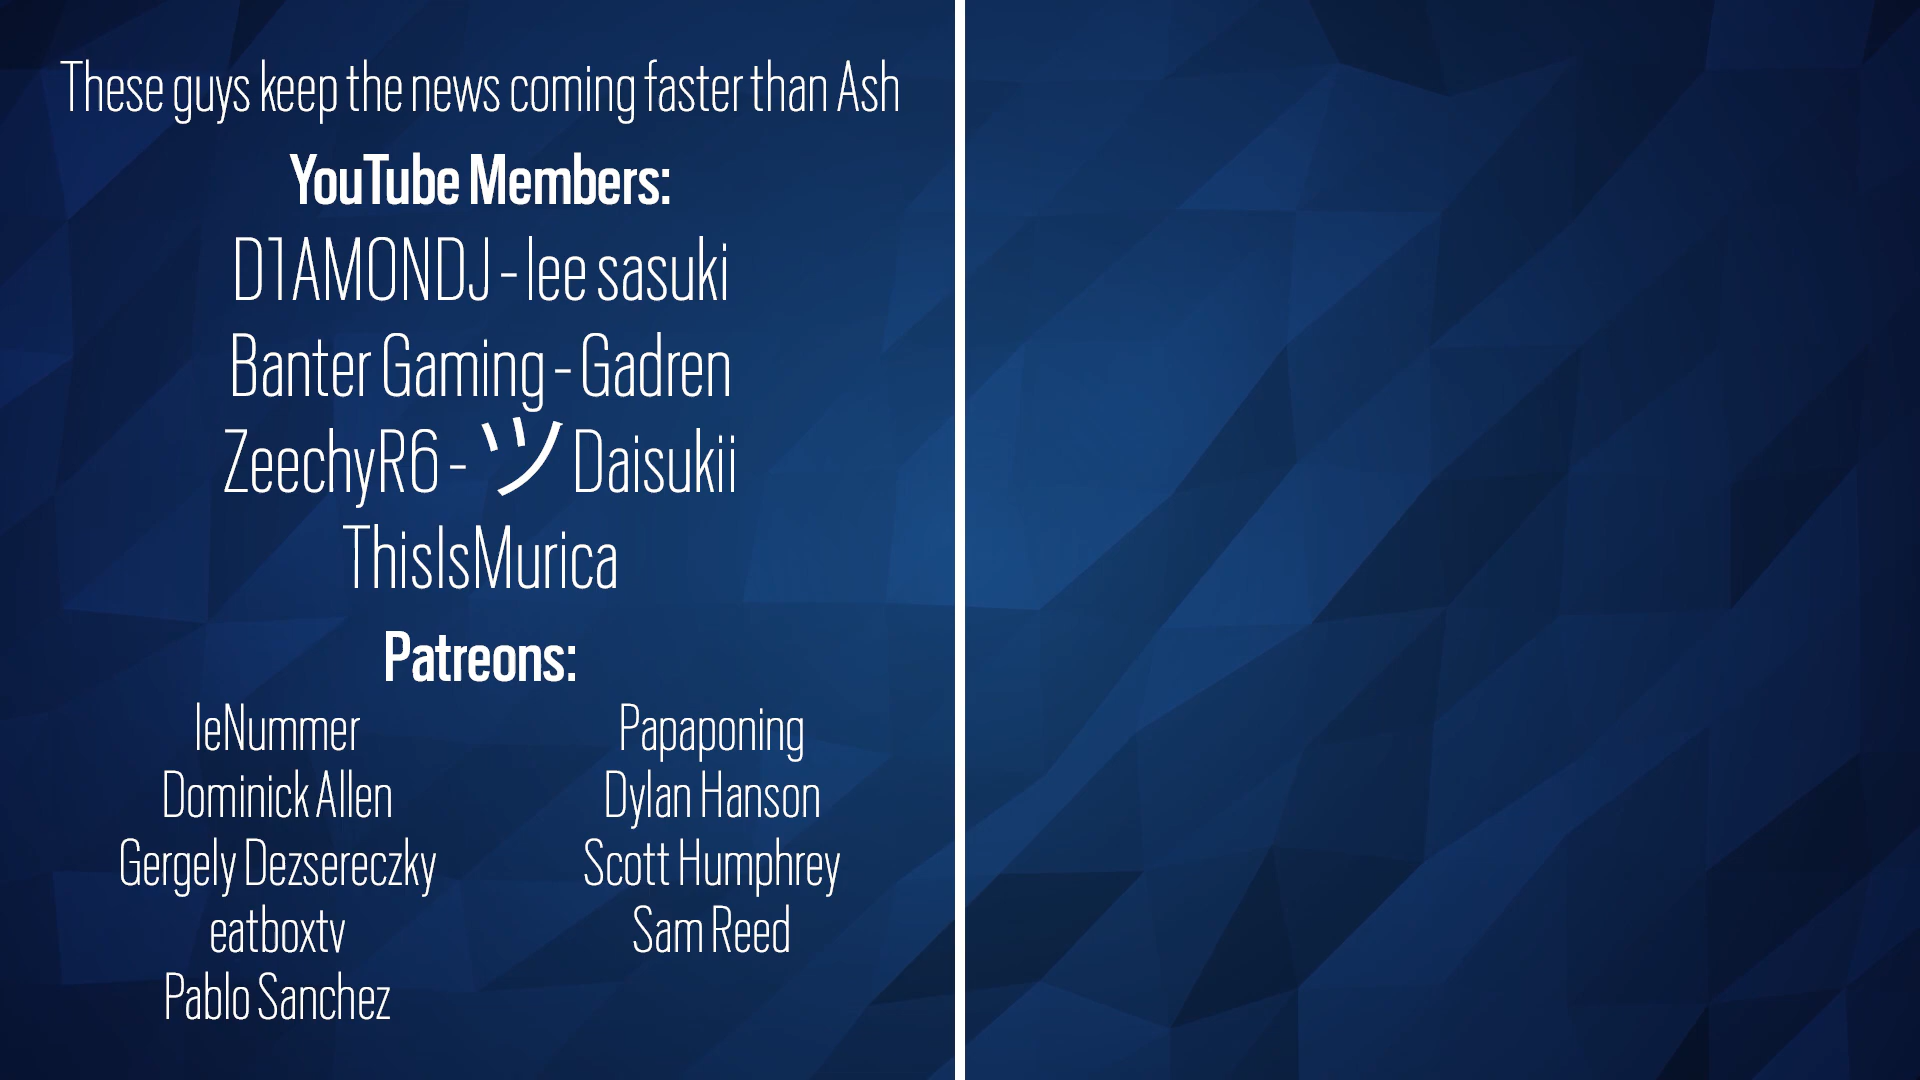 These guys keep the news coming faster than Ash
YouTube Members:
D1AMONDJ - lee sasuki
Banter Gaming - Gadren
ZeechyR6 - ツ Daisukii
ThisIsMurica
Patreons:
leNummer
Dominick Allen
Gergely Dezsereczky
eatboxtv
Pablo Sanchez
Papaponing
Dylan Hanson
Scott Humphrey
Sam Reed